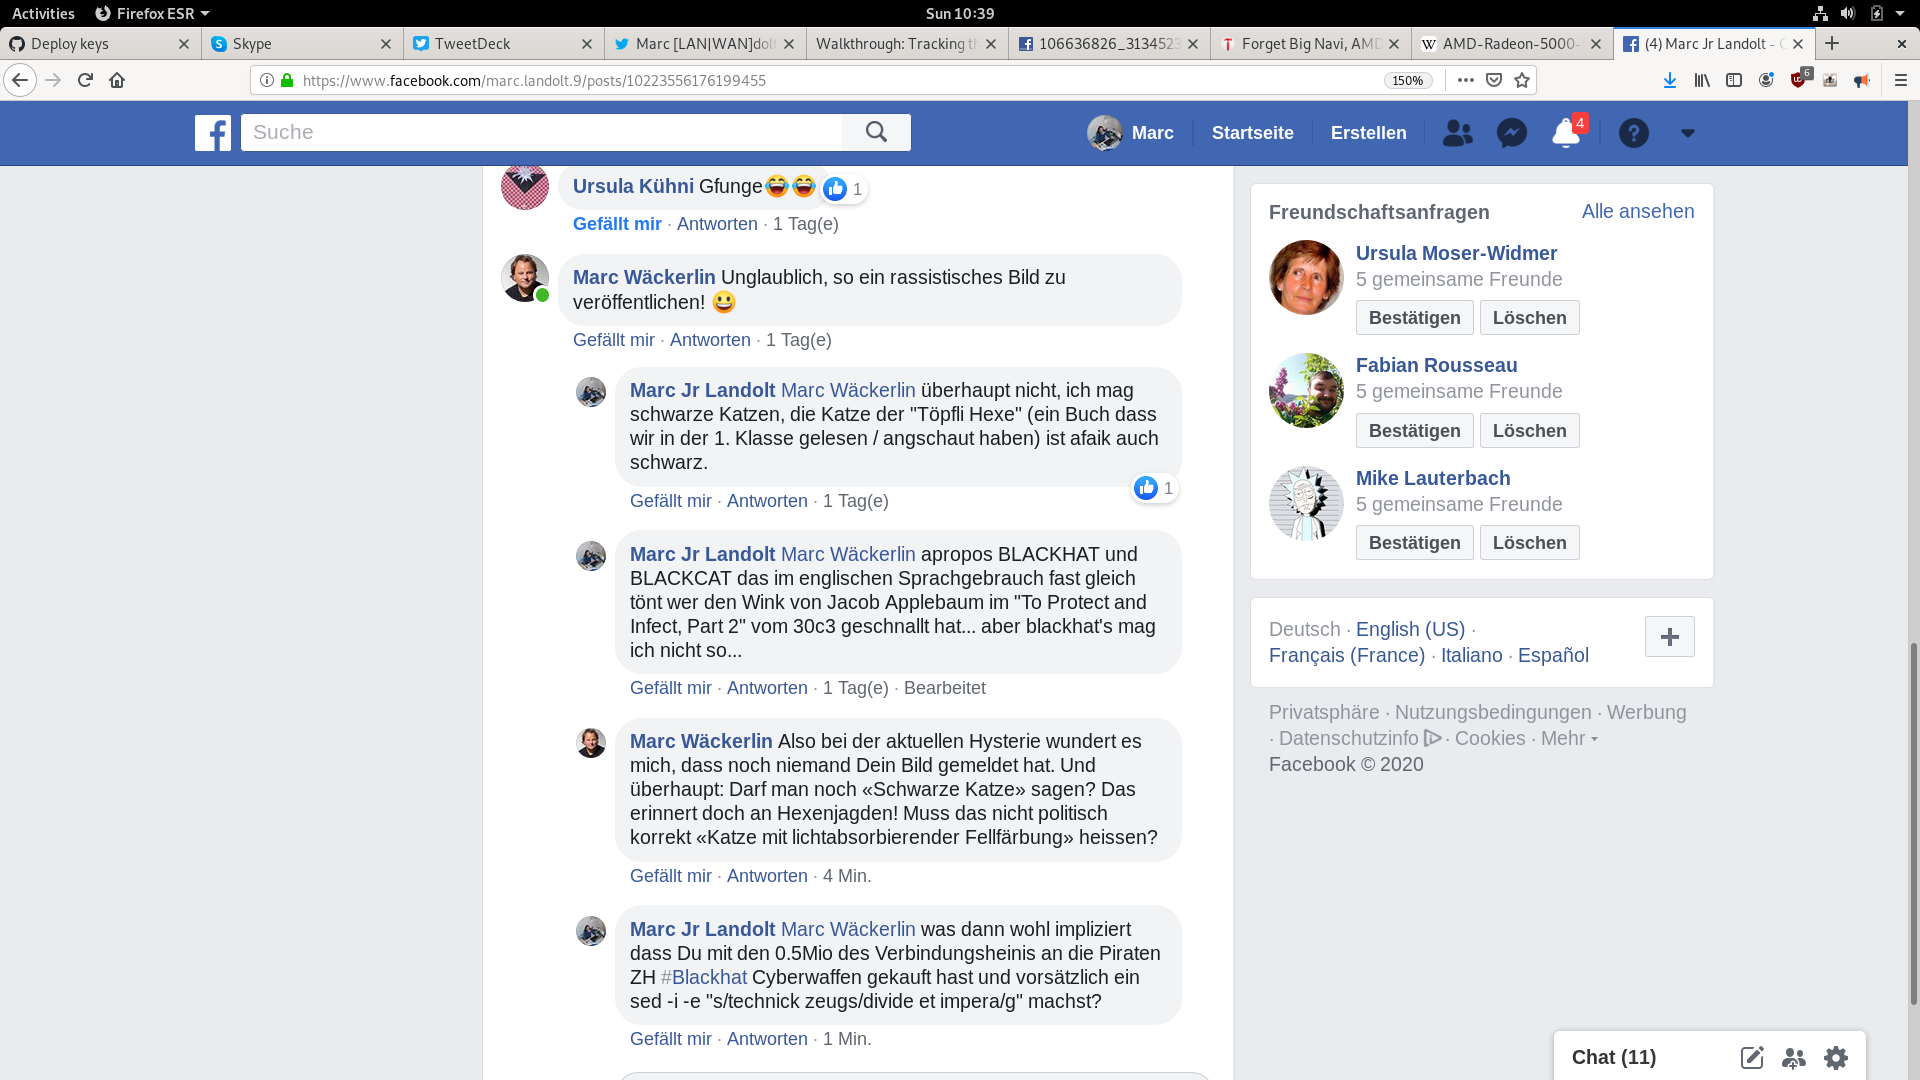 Activities
Firefox ESR
Sun 10:39
Deploy keys
Skype
TweetDeck
Marc [LAN|WAN]dol
Walkthrough: Tracking t
106636826_3134523
Forget Big Navi, AMD
AMD-Radeon-5000-
(4) Marc Jr Landolt -
https://www.facebook.com/marc.landolt.9/posts/10223556176199455
150%
6
Suche
Marc
Startseite
Erstellen
4
Ursula Kühni Gfunge😂😂
1
Gefällt mir · Antworten · 1 Tag(e)
Marc Wäckerlin Unglaublich, so ein rassistisches Bild zu
veröffentlichen! 😀
Gefällt mir · Antworten · 1 Tag(e)
Marc Jr Landolt Marc Wäckerlin überhaupt nicht, ich mag
schwarze Katzen, die Katze der "Töpfli Hexe" (ein Buch dass
wir in der 1. Klasse gelesen / angschaut haben) ist afaik auch
schwarz.
1
Gefällt mir · Antworten · 1 Tag(e)
Marc Jr Landolt Marc Wäckerlin apropos BLACKHAT und
BLACKCAT das im englischen Sprachgebrauch fast gleich
tönt wer den Wink von Jacob Applebaum im "To Protect and
Infect, Part 2" vom 30c3 geschnallt hat... aber blackhat's mag
ich nicht so...
Gefällt mir · Antworten · 1 Tag(e) · Bearbeitet
Marc Wäckerlin Also bei der aktuellen Hysterie wundert es
mich, dass noch niemand Dein Bild gemeldet hat. Und
überhaupt: Darf man noch «Schwarze Katze» sagen? Das
erinnert doch an Hexenjagden! Muss das nicht politisch
korrekt «Katze mit lichtabsorbierender Fellfärbung» heissen?
Gefällt mir · Antworten · 4 Min.
Marc Jr Landolt Marc Wäckerlin was dann wohl impliziert
dass Du mit den 0.5Mio des Verbindungsheinis an die Piraten
ZH #Blackhat Cyberwaffen gekauft hast und vorsätzlich ein
sed -i -e "s/technick zeugs/divide et impera/g" machst?
Gefällt mir · Antworten · 1 Min.
Freundschaftsanfragen
Alle ansehen
Ursula Moser-Widmer
5 gemeinsame Freunde
Bestätigen
Löschen
Fabian Rousseau
5 gemeinsame Freunde
Bestätigen
Löschen
Mike Lauterbach
5 gemeinsame Freunde
Bestätigen
Löschen
Deutsch · English (US) ·
Français (France) · Italiano · Español
Privatsphäre · Nutzungsbedingungen · Werbung
· Datenschutzinfo · Cookies · Mehr
Facebook © 2020
Chat (11)